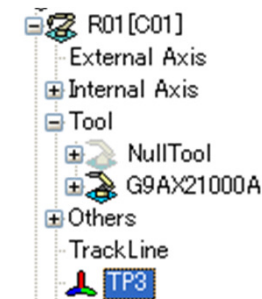 R01[C01]
External Axis
Internal Axis
Tool
NullTool
G9AX21000A
Others
TrackLine
TP3